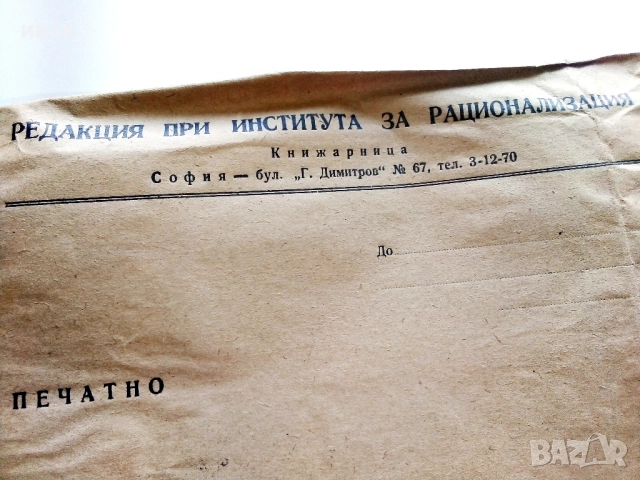 РЕДАКЦИЯ ПРИ ИНСТИТУТА ЗА РАЦИОНАЛИЗАЦИЯ
Книжарница
София — бул. „Г. Димитров" № 67, тел. 3-12-70
До
ПЕЧАТНО
BAZAR